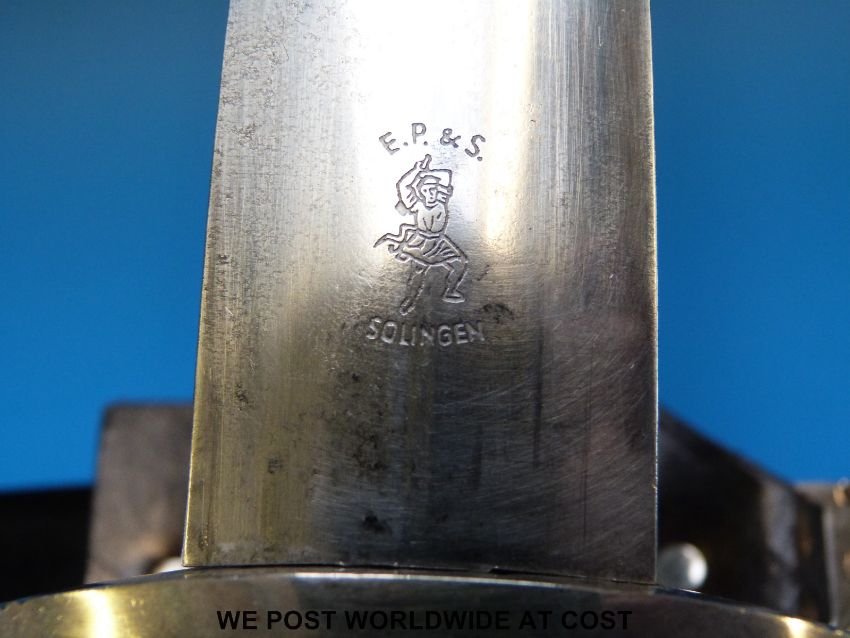 E.P. & S.
SOLINGEN
WE POST WORLDWIDE AT COST